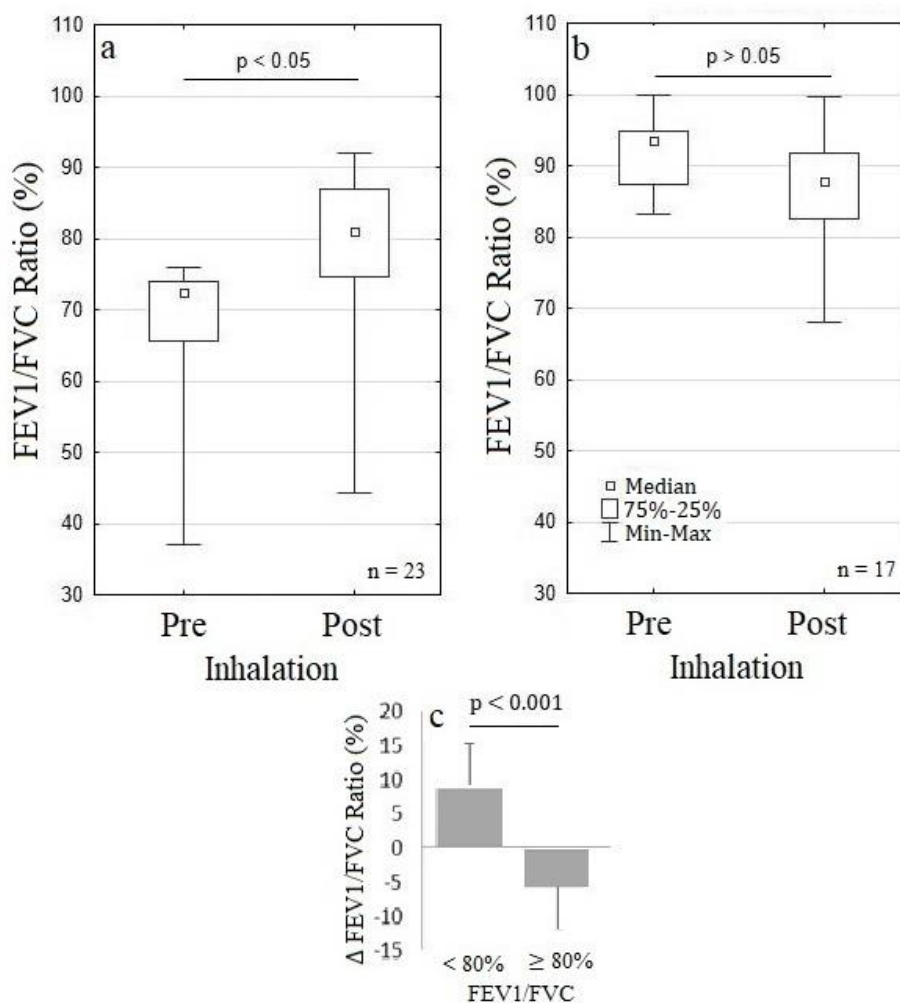 a
p < 0.05
FEV1/FVC Ratio (%)
110
100
90
80
70
60
50
40
30
n = 23
Pre Post
Inhalation
b
p > 0.05
FEV1/FVC Ratio (%)
110
100
90
80
70
60
50
40
30
Median
75%-25%
Min-Max
n = 17
Pre Post
Inhalation
c
p < 0.001
Δ FEV1/FVC Ratio (%)
20
15
10
5
0
-5
-10
-15
< 80% ≥ 80%
FEV1/FVC